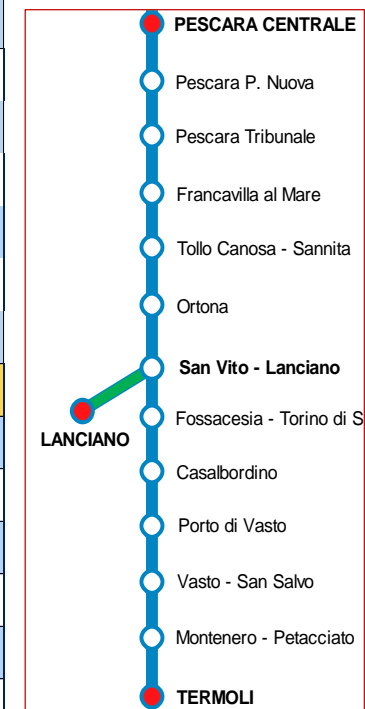 PESCARA CENTRALE
Pescara P. Nuova
Pescara Tribunale
Francavilla al Mare
Tollo Canosa - Sannita
Ortona
San Vito - Lanciano
LANCIANO
Fossacesia - Torino di S
Casalbordino
Porto di Vasto
Vasto - San Salvo
Montenero - Petacciato
TERMOLI